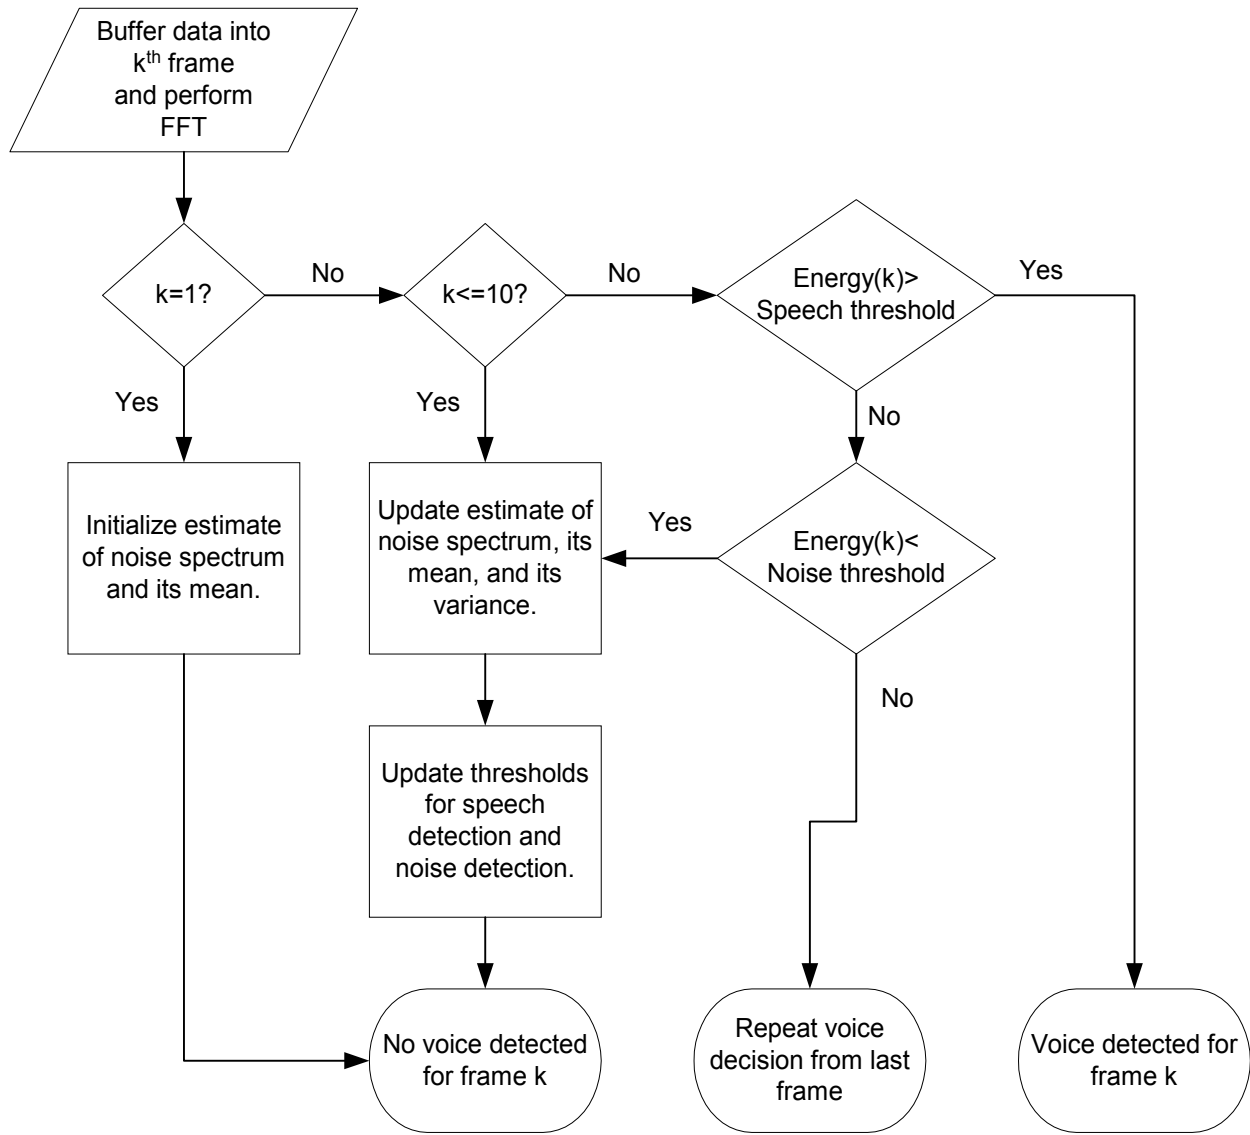 Buffer data into
kth frame
and perform
FFT
k=1?
No
k<=10?
No
Energy(k)>
Speech threshold
Yes
Yes
Yes
No
Initialize estimate
of noise spectrum
and its mean.
Update estimate of
noise spectrum, its
mean, and its
variance.
Yes
Energy(k)<
Noise threshold
No
Update thresholds
for speech
detection and
noise detection.
No voice detected
for frame k
Repeat voice
decision from last
frame
Voice detected for
frame k